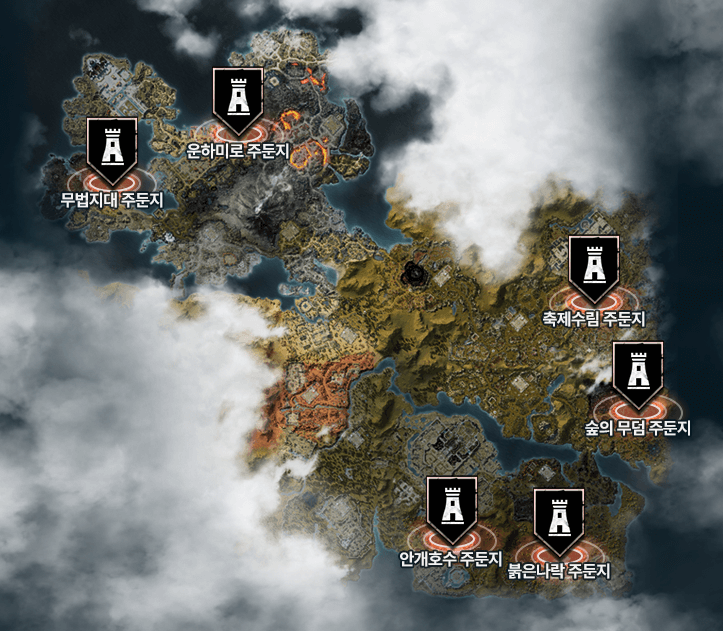 운하미로 주둔지
무법지대 주둔지
축제수림 주둔지
숲의 무덤 주둔지
안개호수 주둔지
붉은나락 주둔지